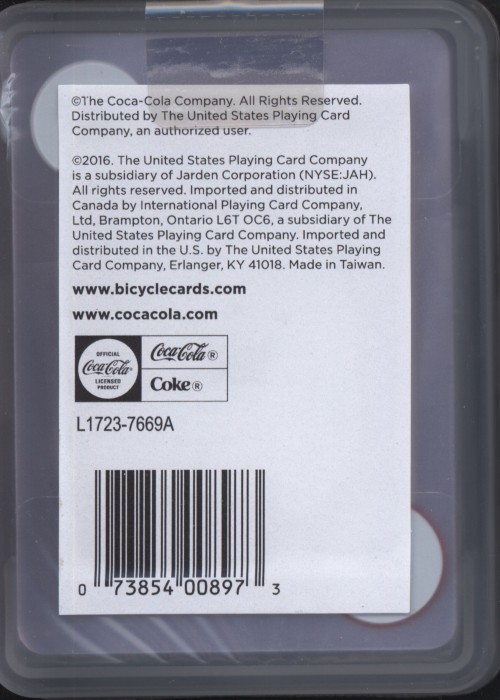 ©The Coca-Cola Company. All Rights Reserved.
Distributed by The United States Playing Card
Company, an authorized user.
©2016. The United States Playing Card Company
is a subsidiary of Jarden Corporation (NYSE:JAH).
All rights reserved. Imported and distributed in
Canada by International Playing Card Company,
Ltd, Brampton, Ontario L6T OC6, a subsidiary of The
United States Playing Card Company. Imported and
distributed in the U.S. by The United States Playing
Card Company, Erlanger, KY 41018. Made in Taiwan.
www.bicyclecards.com
www.cocacola.com
OFFICIAL
Coca-Cola
LICENSED
PRODUCT
Coca-Cola®
Coke®
L1723-7669A
0 73854 00897 3